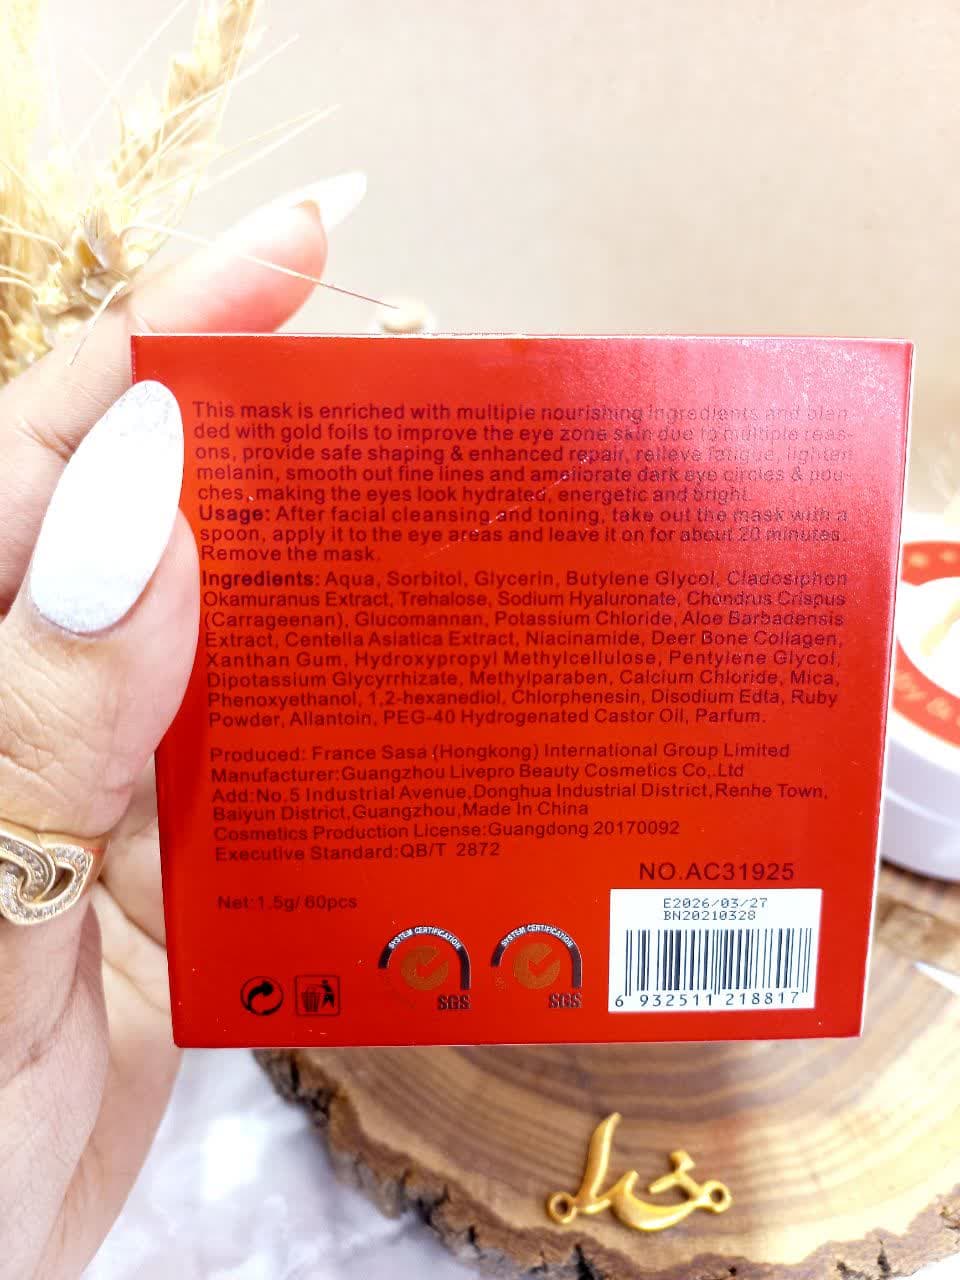 This mask is enriched with multiple nourishing ingredients and blen-
ded with gold foils to improve the eye zone skin due to multiple reas-
ons, provide safe shaping & enhanced repair, relieve fatigue, lighten
melanin, smooth out fine lines and ameliorate dark eye circles & pou-
ches, making the eyes look hydrated, energetic and bright.
Usage: After facial cleansing and toning, take out the mask with a
spoon, apply it to the eye areas and leave it on for about 20 minutes.
Remove the mask.
Ingredients: Aqua, Sorbitol, Glycerin, Butylene Glycol, Cladosiphon
Okamuranus Extract, Trehalose, Sodium Hyaluronate, Chondrus Crispus
(Carrageenan), Glucomannan, Potassium Chloride, Aloe Barbadensis
Extract, Centella Asiatica Extract, Niacinamide, Deer Bone Collagen,
Xanthan Gum, Hydroxypropyl Methylcellulose, Pentylene Glycol,
Dipotassium Glycyrrhizate, Methylparaben, Calcium Chloride, Mica,
Phenoxyethanol, 1,2-hexanediol, Chlorphenesin, Disodium Edta, Ruby
Powder, Allantoin, PEG-40 Hydrogenated Castor Oil, Parfum.
Produced: France Sasa (Hongkong) International Group Limited
Manufacturer:Guangzhou Livepro Beauty Cosmetics Co,.Ltd
Add:No.5 Industrial Avenue,Donghua Industrial District,Renhe Town,
Baiyun District,Guangzhou,Made In China
Cosmetics Production License:Guangdong 20170092
Executive Standard:QB/T 2872
NO.AC31925
Net:1.5g/ 60pcs
E2026/03/27
BN20210328
SYSTEM CERTIFICATION
SGS
SYSTEM CERTIFICATION
SGS
6 932511 218817